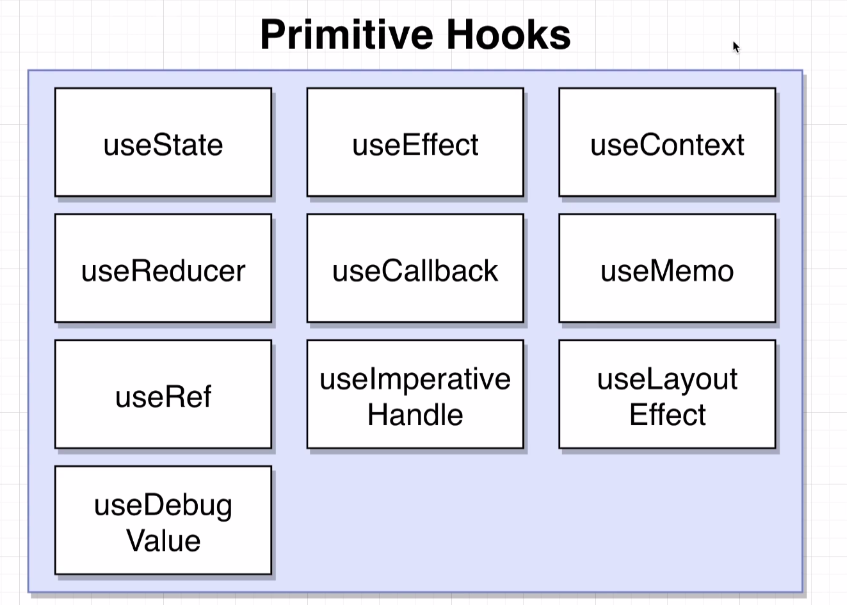 Primitive Hooks
useState
useEffect
useContext
useReducer
useCallback
useMemo
useRef
useImperative
Handle
useLayout
Effect
useDebug
Value